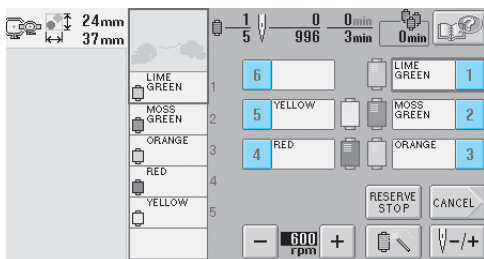 24mm
37mm
1/5
0
996
0min
3min
0min
LIME
GREEN
1
MOSS
GREEN
2
ORANGE
3
RED
4
YELLOW
5
6
LIME
GREEN
1
5
YELLOW
MOSS
GREEN
2
4
RED
ORANGE
3
RESERVE
STOP
CANCEL
−
600
rpm
+
−/+